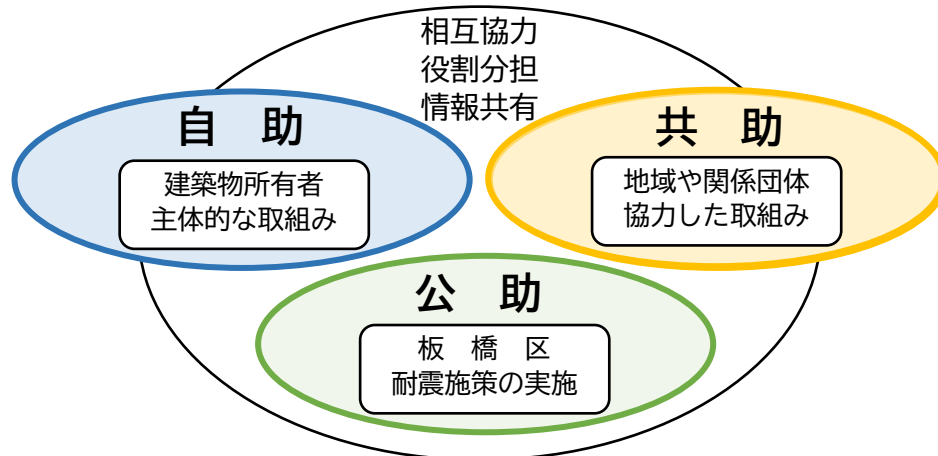 相互協力
役割分担
情報共有
自　助
建築物所有者
主体的な取組み
共　助
地域や関係団体
協力した取組み
公　助
板　橋　区
耐震施策の実施